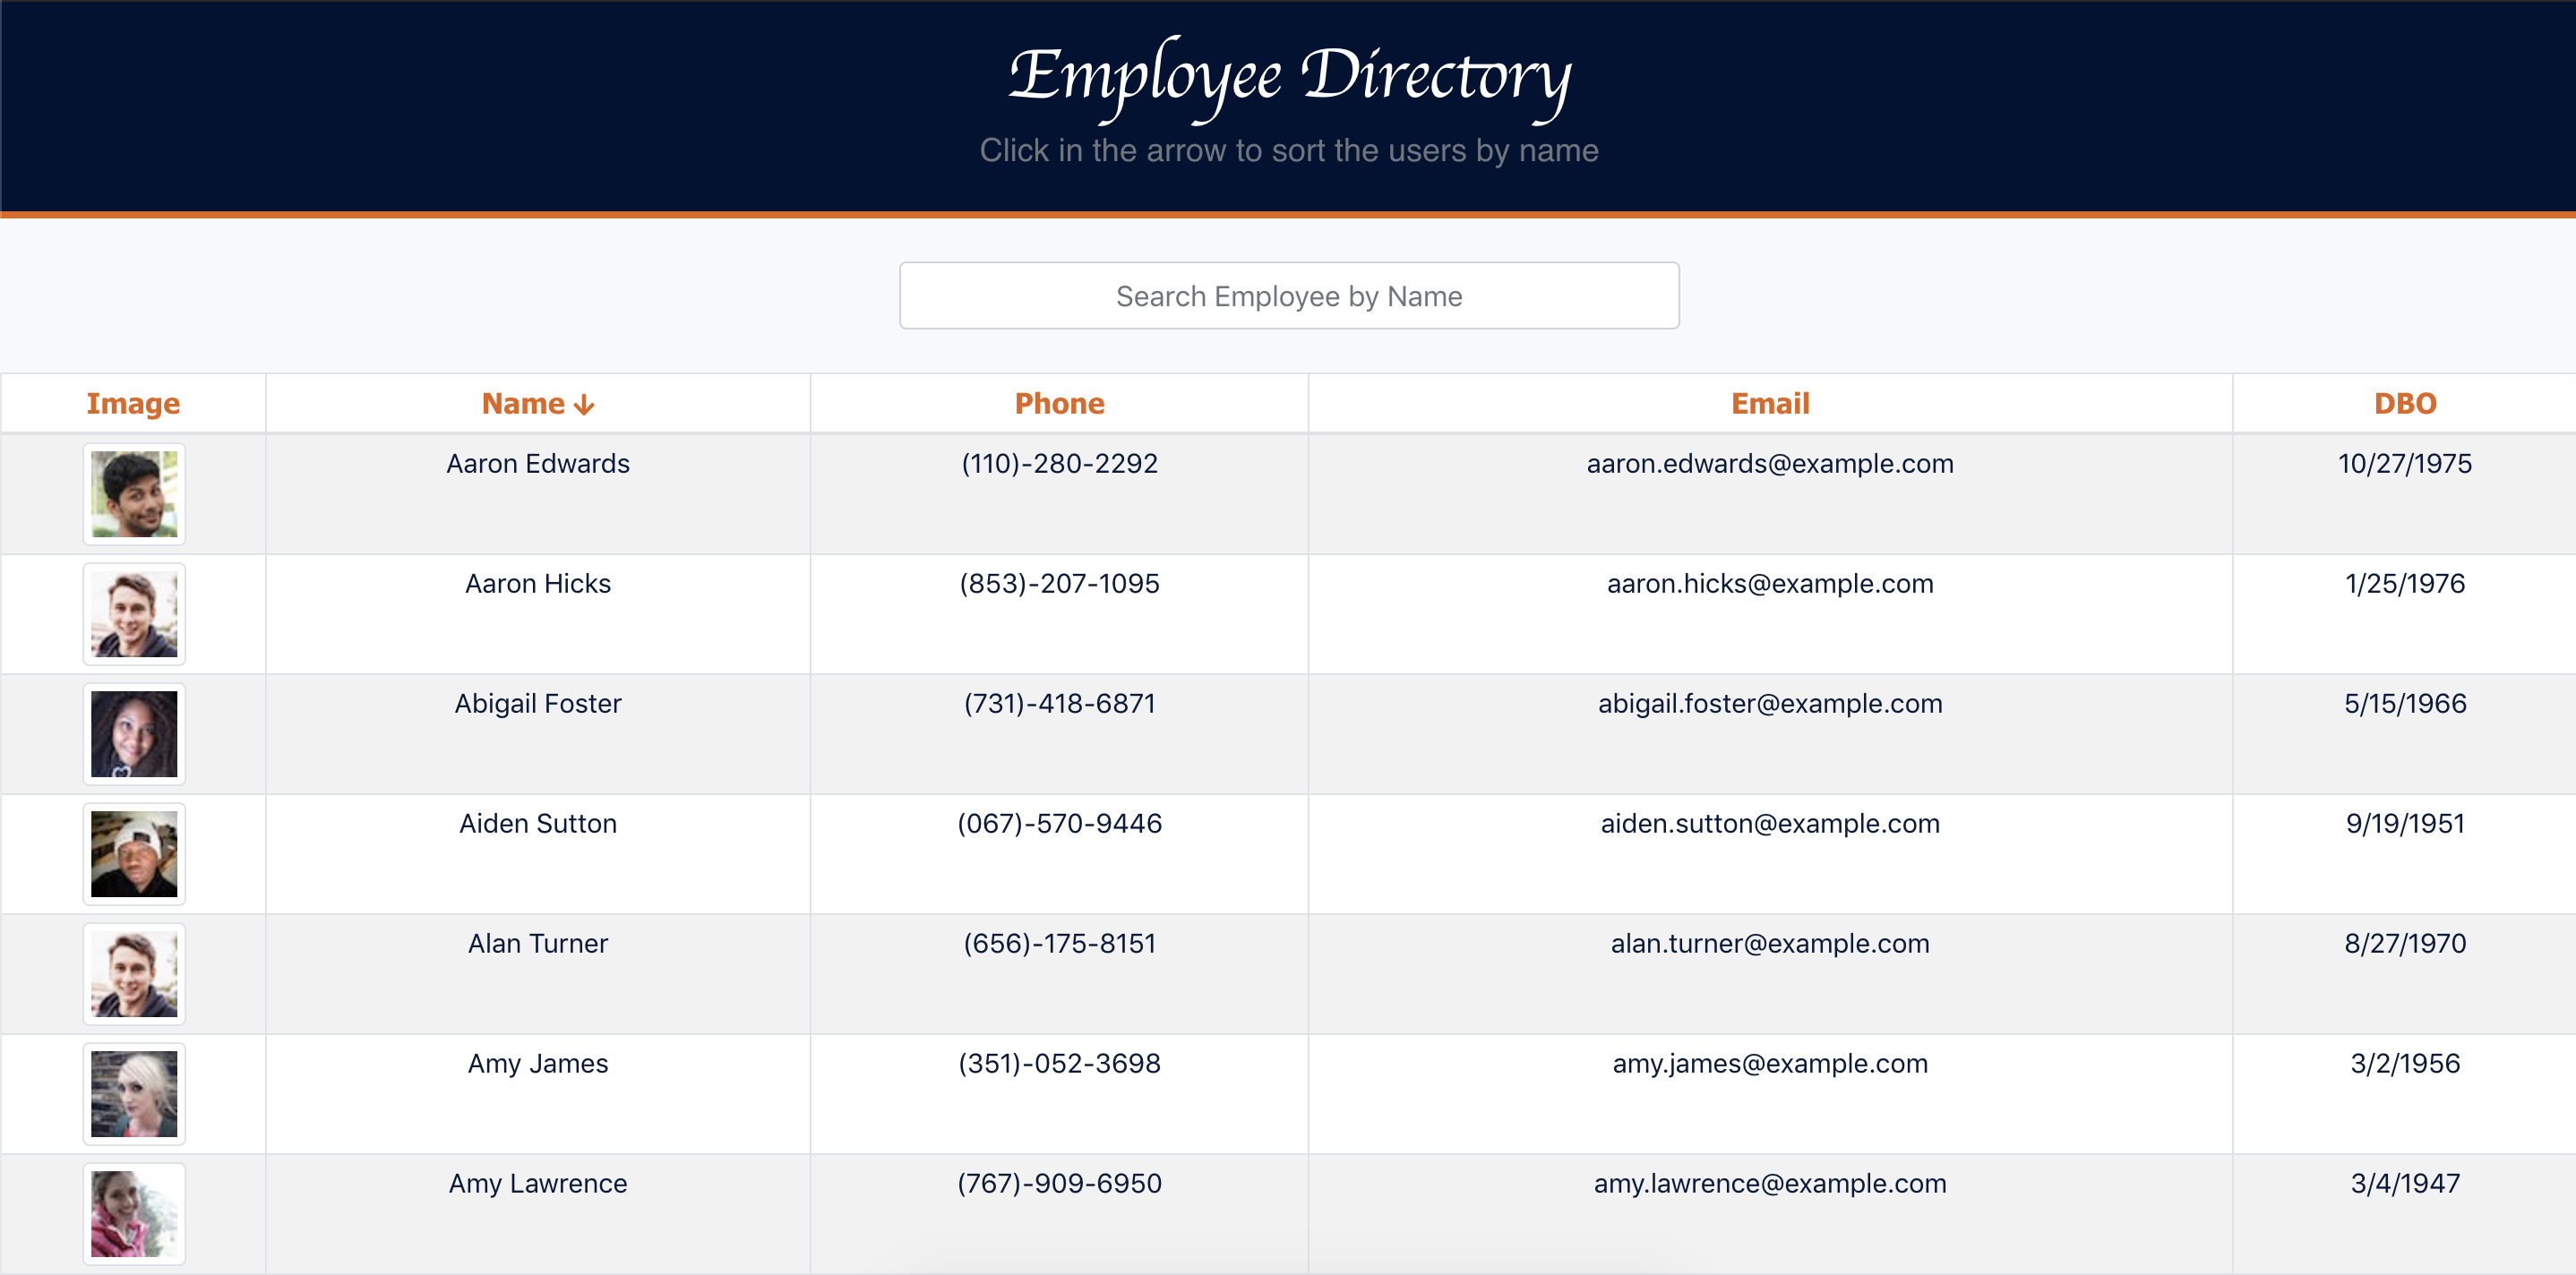 Employee Directory
Click in the arrow to sort the users by name
Search Employee by Name
Image Name ↓ Phone Email DBO
Aaron Edwards (110)-280-2292 aaron.edwards@example.com 10/27/1975
Aaron Hicks (853)-207-1095 aaron.hicks@example.com 1/25/1976
Abigail Foster (731)-418-6871 abigail.foster@example.com 5/15/1966
Aiden Sutton (067)-570-9446 aiden.sutton@example.com 9/19/1951
Alan Turner (656)-175-8151 alan.turner@example.com 8/27/1970
Amy James (351)-052-3698 amy.james@example.com 3/2/1956
Amy Lawrence (767)-909-6950 amy.lawrence@example.com 3/4/1947